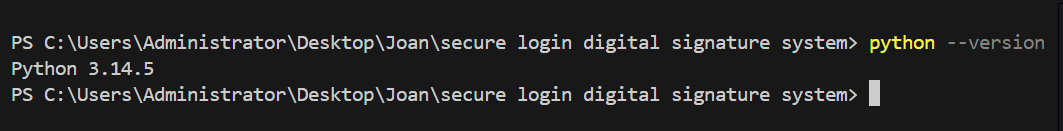 PS C:\Users\Administrator\Desktop\Joan\secure login digital signature system> python --version
Python 3.14.5
PS C:\Users\Administrator\Desktop\Joan\secure login digital signature system>